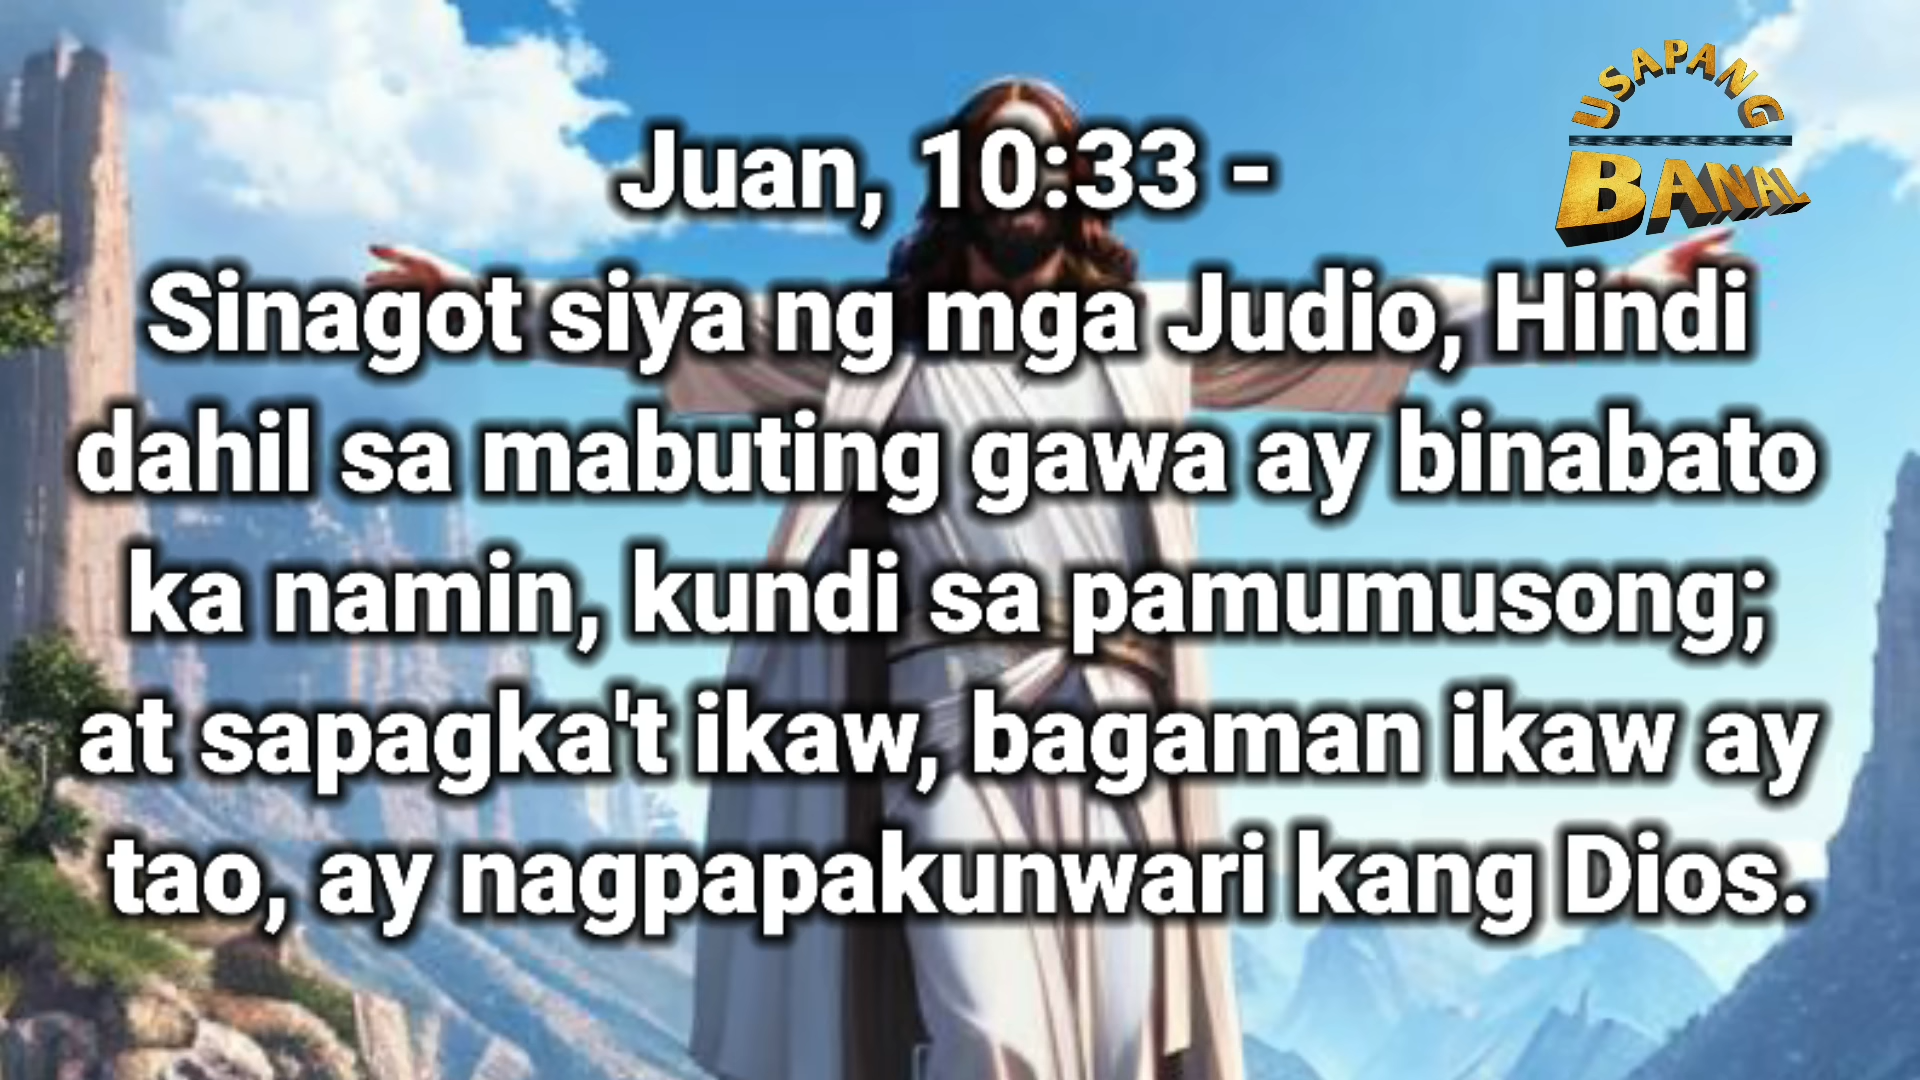 USAPANG
BANAL
Juan, 10:33 -
Sinagot siya ng mga Judio, Hindi
dahil sa mabuting gawa ay binabato
ka namin, kundi sa pamumusong;
at sapagka't ikaw, bagaman ikaw ay
tao, ay nagpapakunwari kang Dios.